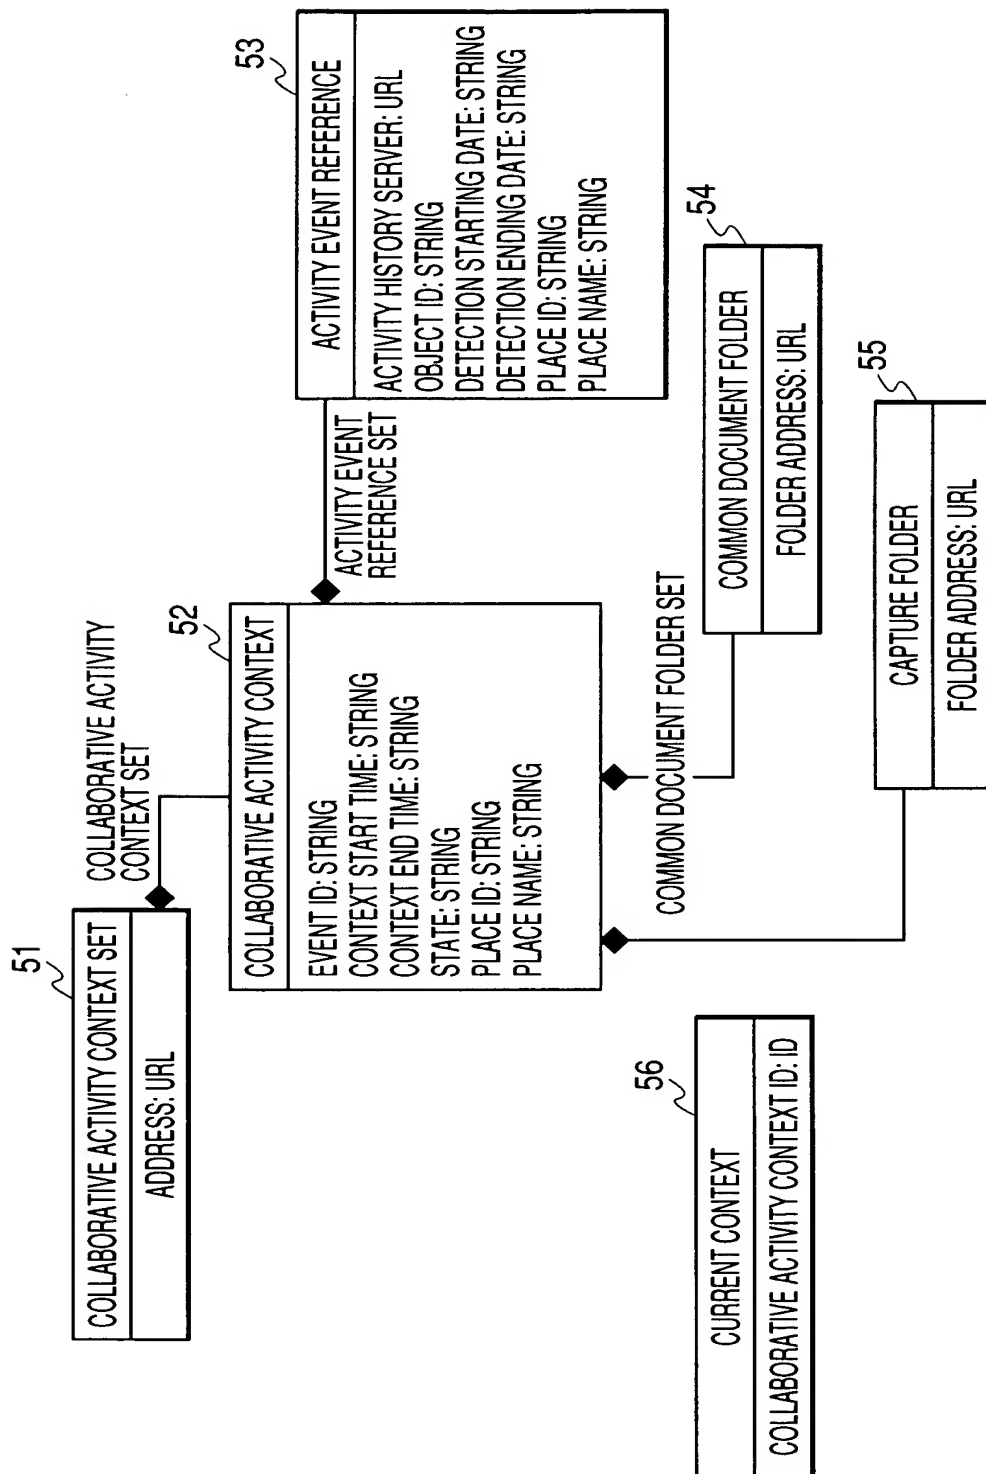 51
COLLABORATIVE ACTIVITY CONTEXT SET
ADDRESS: URL
COLLABORATIVE ACTIVITY
CONTEXT SET
52
COLLABORATIVE ACTIVITY CONTEXT
EVENT ID: STRING
CONTEXT START TIME: STRING
CONTEXT END TIME: STRING
STATE: STRING
PLACE ID: STRING
PLACE NAME: STRING
ACTIVITY EVENT
REFERENCE SET
53
ACTIVITY EVENT REFERENCE
ACTIVITY HISTORY SERVER: URL
OBJECT ID: STRING
DETECTION STARTING DATE: STRING
DETECTION ENDING DATE: STRING
PLACE ID: STRING
PLACE NAME: STRING
COMMON DOCUMENT FOLDER SET
54
COMMON DOCUMENT FOLDER
FOLDER ADDRESS: URL
55
CAPTURE FOLDER
FOLDER ADDRESS: URL
56
CURRENT CONTEXT
COLLABORATIVE ACTIVITY CONTEXT ID: ID